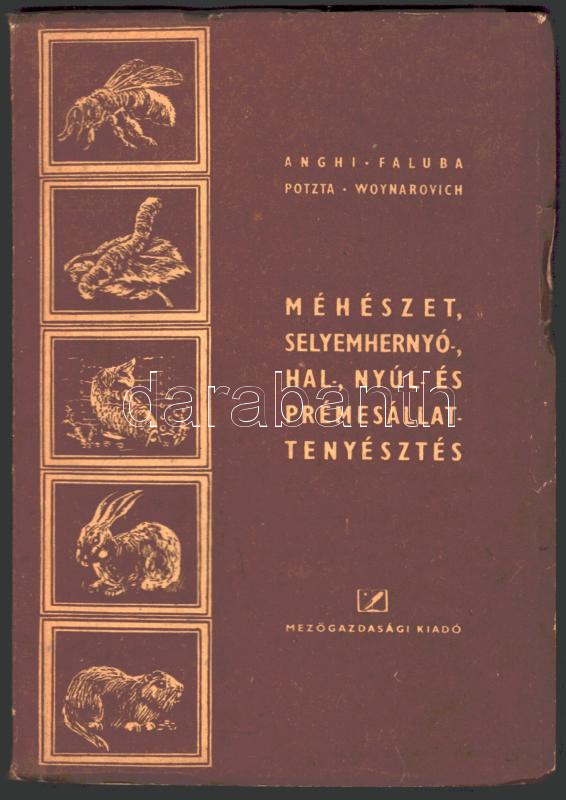 ANGHI · FALUBA
POTZTA · WOYNAROVICH
MÉHÉSZET,
SELYEMHERNYÓ-,
HAL-, NYÚL- ÉS
PRÉMESÁLLAT-
TENYÉSZTÉS
darabanth
MEZŐGAZDASÁGI KIADÓ